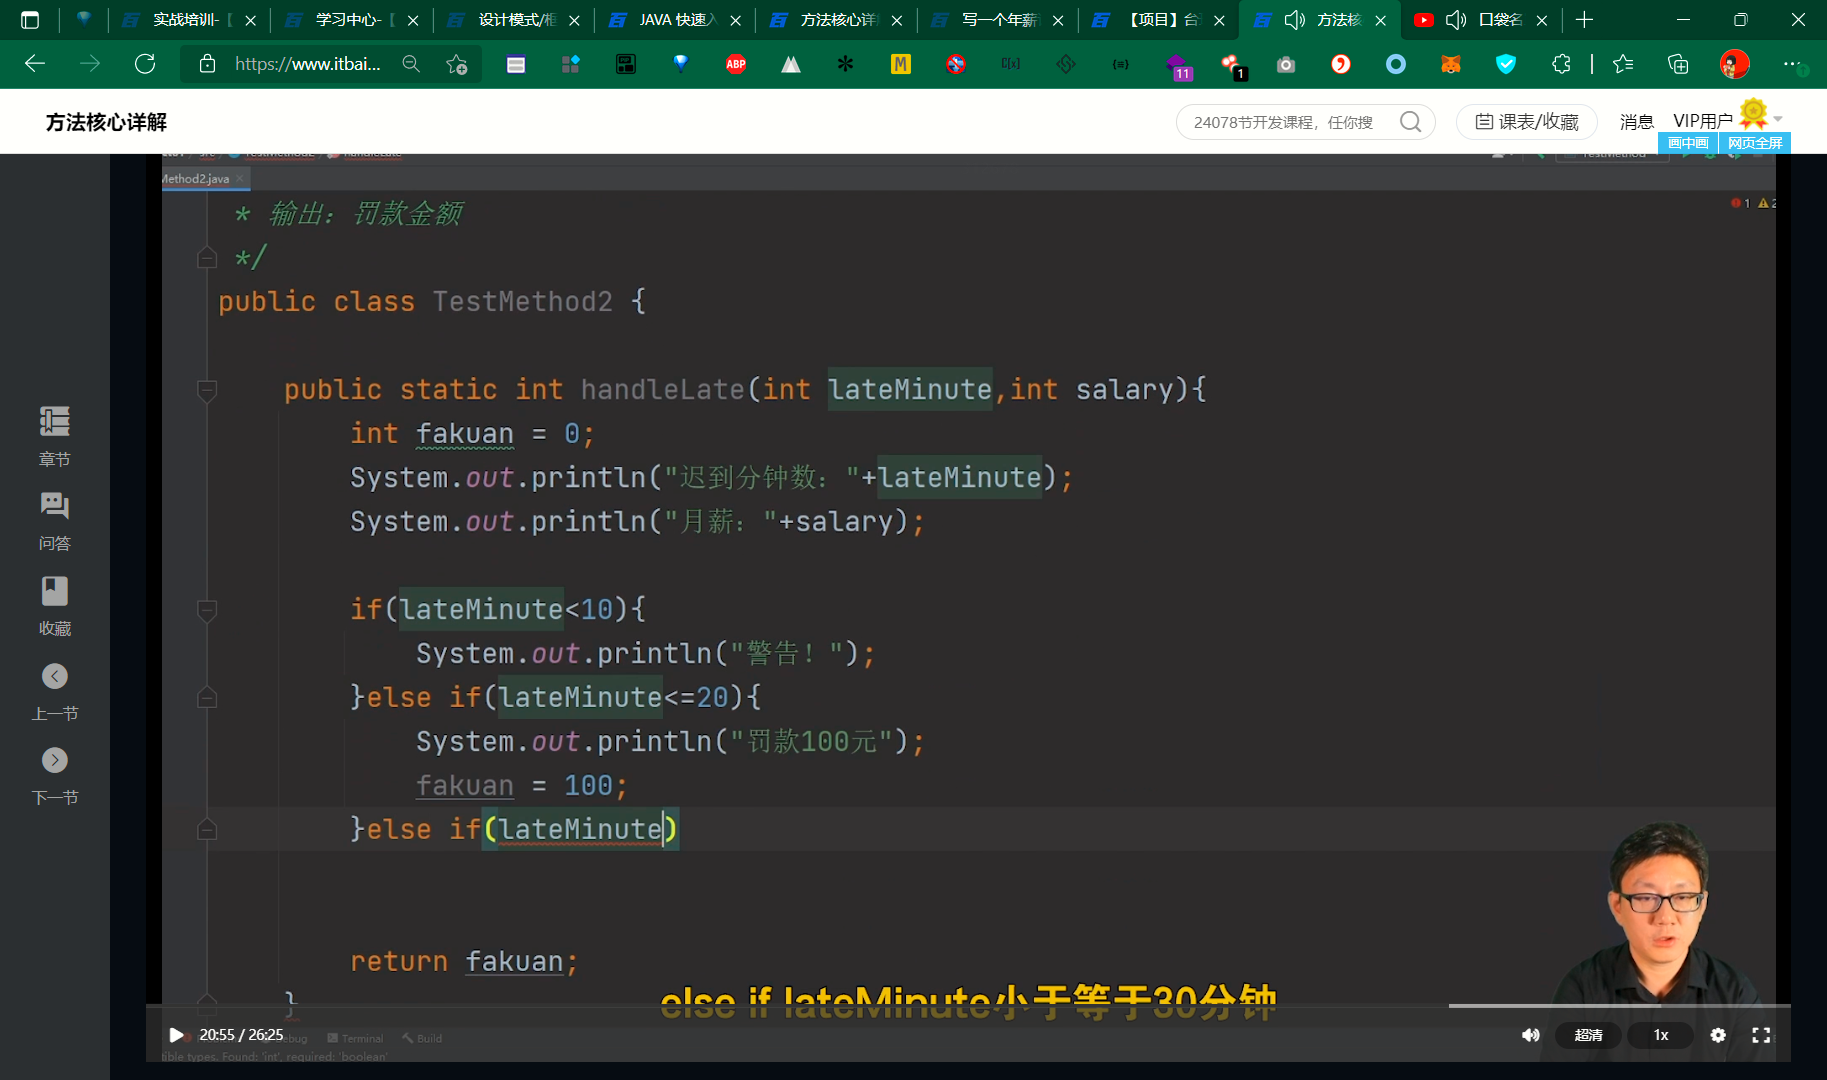 实战培训-【
学习中心-【
设计模式/框
JAVA 快速入
方法核心详解
写一个年薪
【项目】台
方法核
口袋名
https://www.itbai...
ABP
M
11
1
方法核心详解
24078节开发课程，任你搜
课表/收藏
消息
VIP用户
画中画
网页全屏
Method2.java
1
2
* 输出：罚款金额
*/
public class TestMethod2 {
public static int handleLate(int lateMinute,int salary){
int fakuan = 0;
System.out.println("迟到分钟数："+lateMinute);
System.out.println("月薪："+salary);
if(lateMinute<10){
System.out.println("警告！");
}else if(lateMinute<=20){
System.out.println("罚款100元");
fakuan = 100;
}else if(lateMinute)
return fakuan;
}
章节
问答
收藏
上一节
下一节
else if lateMinute小于等于30分钟
20:55 / 26:25
Terminal
Build
超清
1x
tible types. Found: 'int', required: 'boolean'